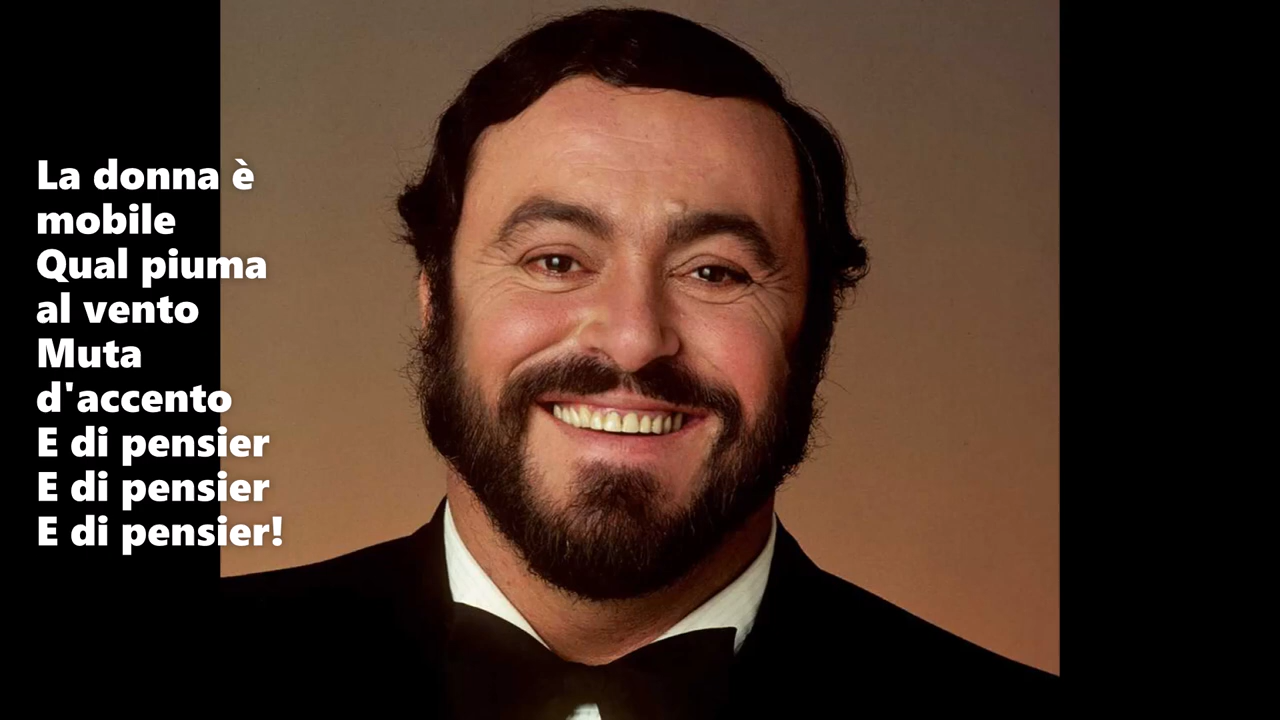 La donna è
mobile
Qual piuma
al vento
Muta
d'accento
E di pensier
E di pensier
E di pensier!